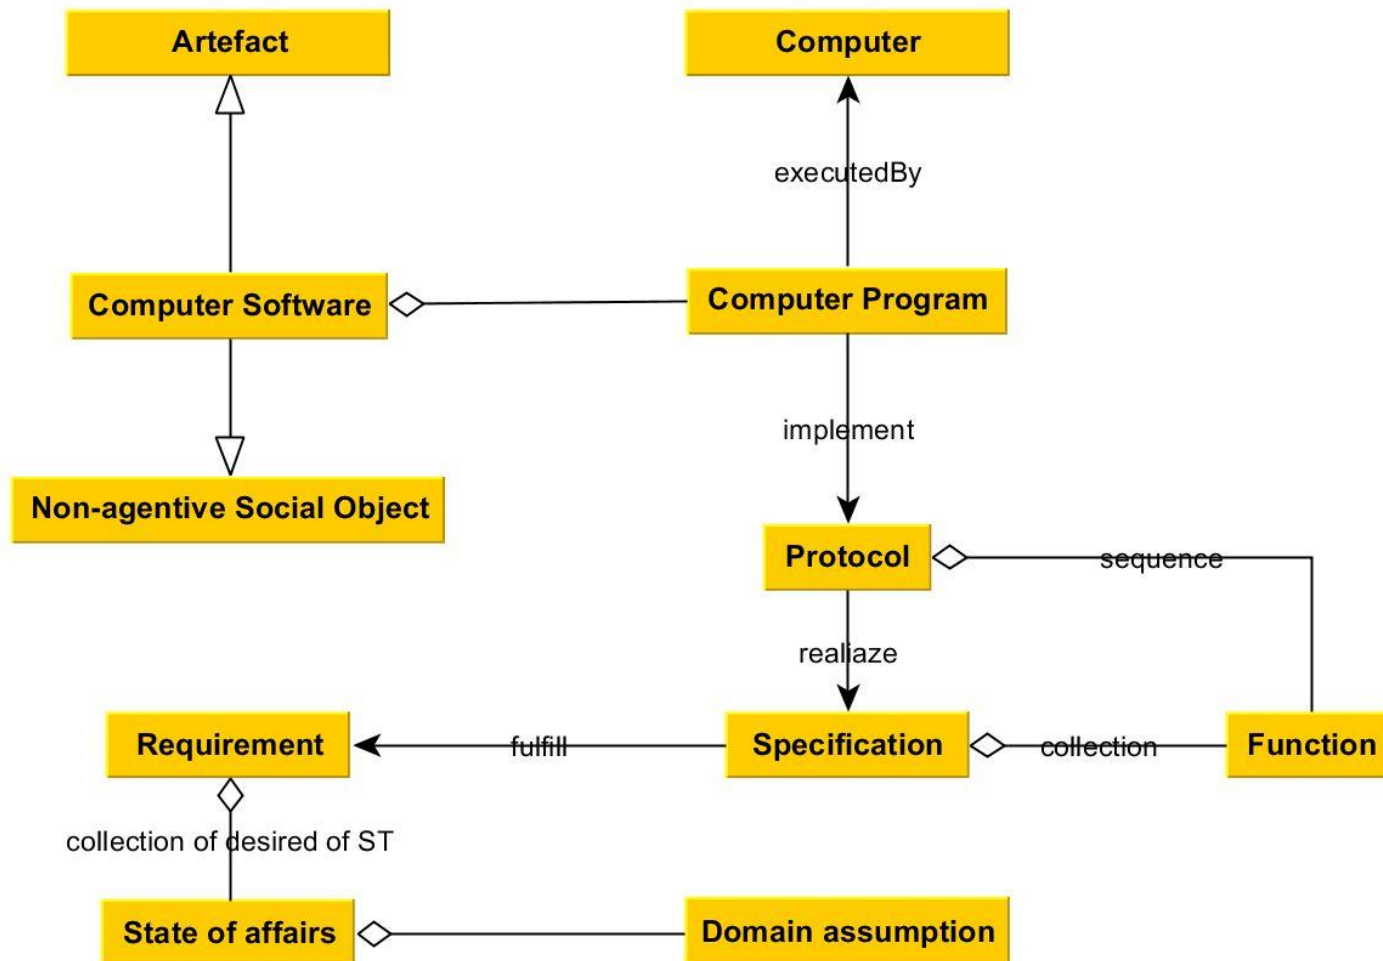 Artefact
Computer
executedBy
Computer Software
Computer Program
implement
Non-agentive Social Object
Protocol
sequence
realiaze
Requirement
fulfill
Specification
collection
Function
collection of desired of ST
State of affairs
Domain assumption